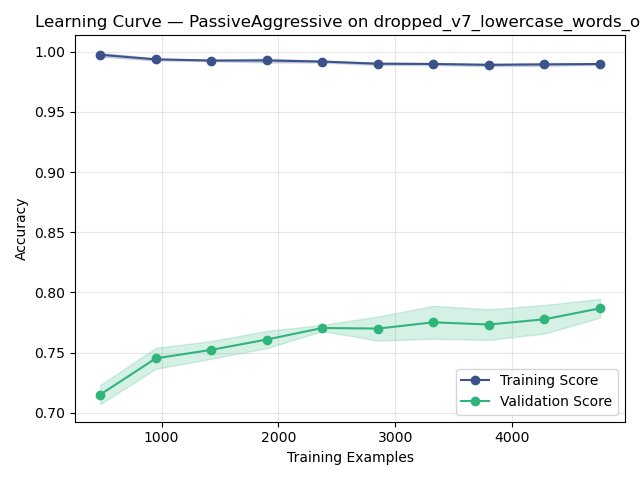 Learning Curve — PassiveAggressive on dropped_v7_lowercase_words_o
1.00
0.95
0.90
0.85
0.80
0.75
0.70
Accuracy
1000
2000
3000
4000
Training Examples
Training Score
Validation Score